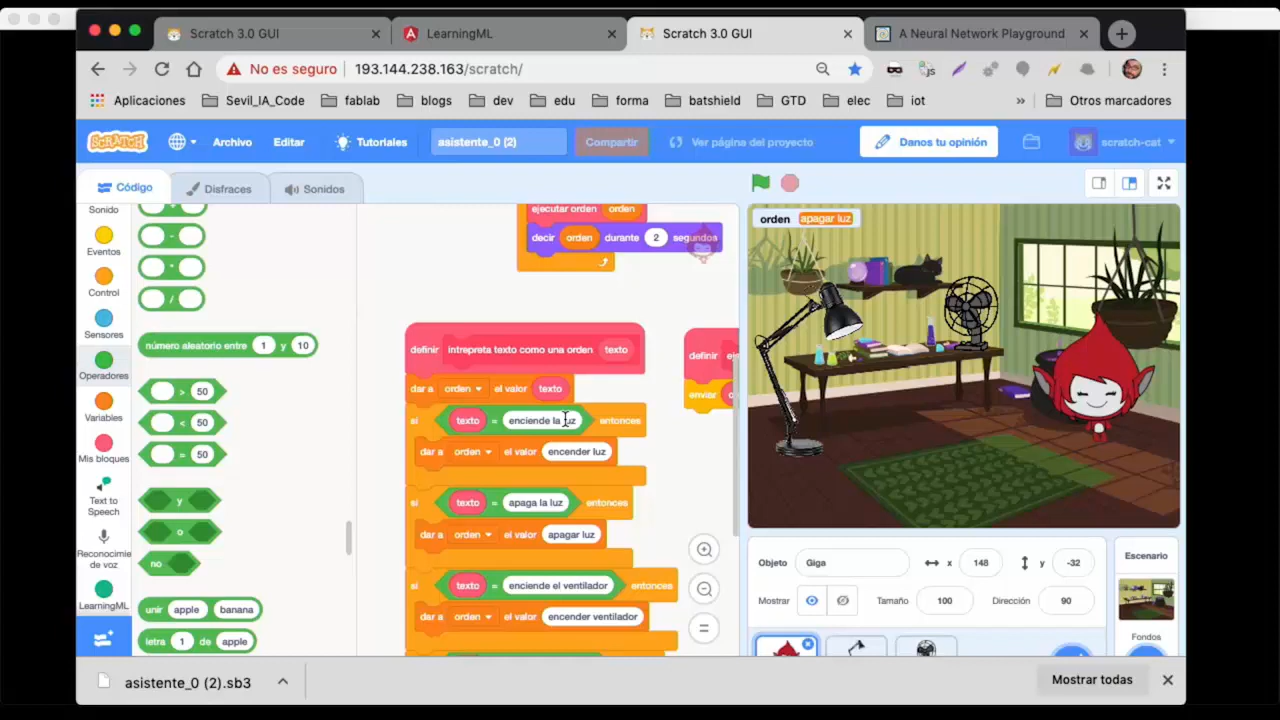 Scratch 3.0 GUI
LearningML
Scratch 3.0 GUI
A Neural Network Playground
No es seguro
193.144.238.163/scratch/
Aplicaciones
Sevil_IA_Code
fablab
blogs
dev
edu
forma
batshield
GTD
elec
iot
»
Otros marcadores
SCRATCH
Archivo
Editar
Tutoriales
asistente_0 (2)
Compartir
Ver página del proyecto
Danos tu opinión
scratch-cat
Código
Disfraces
Sonidos
Sonido
Eventos
Control
Sensores
Operadores
Variables
Mis bloques
Text to
Speech
Reconocimie
de voz
LearningML
-
*
/
número aleatorio entre 1 y 10
> 50
< 50
= 50
y
o
no
unir apple banana
letra 1 de apple
ejecutar orden orden
decir orden durante 2 segundos
definir intrepreta texto como una orden texto
dar a orden el valor texto
si texto = enciende la luz entonces
dar a orden el valor encender luz
si texto = apaga la luz entonces
dar a orden el valor apagar luz
si texto = enciende el ventilador entonces
dar a orden el valor encender ventilador
definir
enviar
orden apagar luz
Objeto Giga x 148 y -32
Mostrar Tamaño 100 Dirección 90
Escenario
Fondos
asistente_0 (2).sb3
Mostrar todas